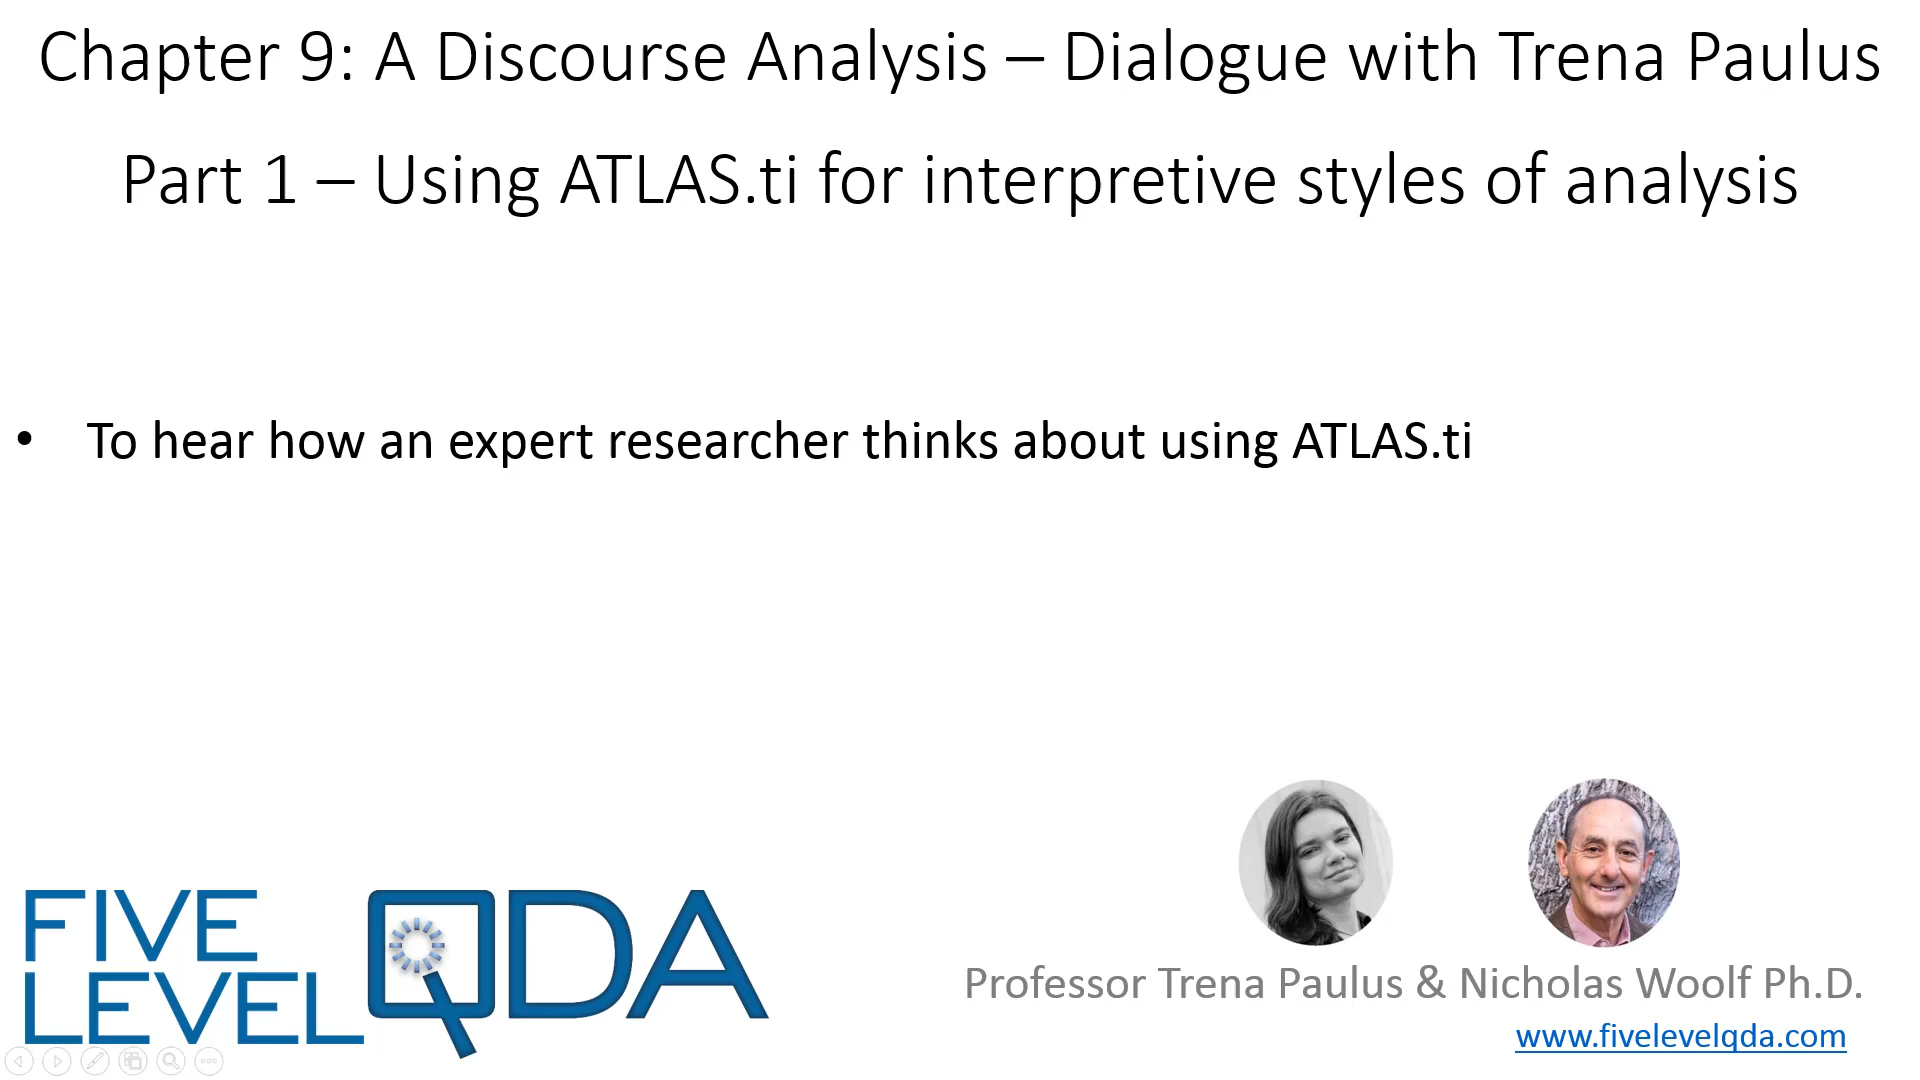 Chapter 9: A Discourse Analysis – Dialogue with Trena Paulus
Part 1 – Using ATLAS.ti for interpretive styles of analysis
• To hear how an expert researcher thinks about using ATLAS.ti
FIVE
LEVEL
QDA
Professor Trena Paulus & Nicholas Woolf Ph.D.
www.fivelevelqda.com